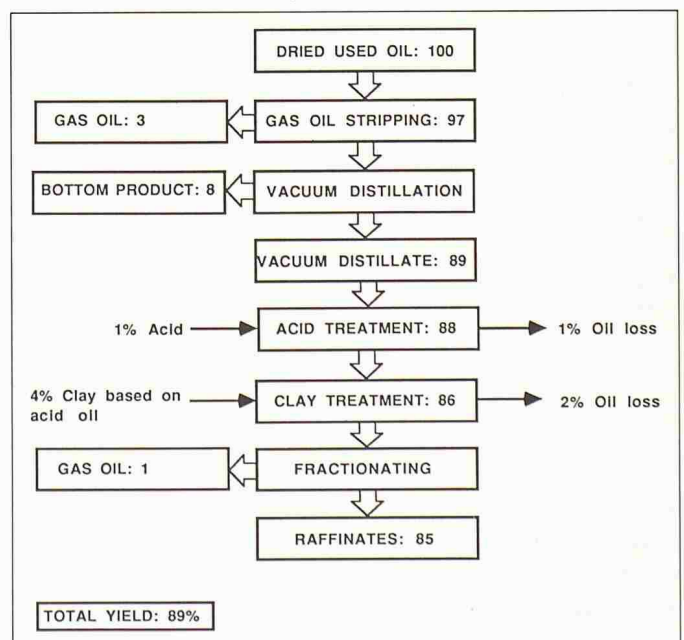 DRIED USED OIL: 100
GAS OIL: 3
GAS OIL STRIPPING: 97
BOTTOM PRODUCT: 8
VACUUM DISTILLATION
VACUUM DISTILLATE: 89
1% Acid
ACID TREATMENT: 88
1% Oil loss
4% Clay based on
acid oil
CLAY TREATMENT: 86
2% Oil loss
GAS OIL: 1
FRACTIONATING
RAFFINATES: 85
TOTAL YIELD: 89%